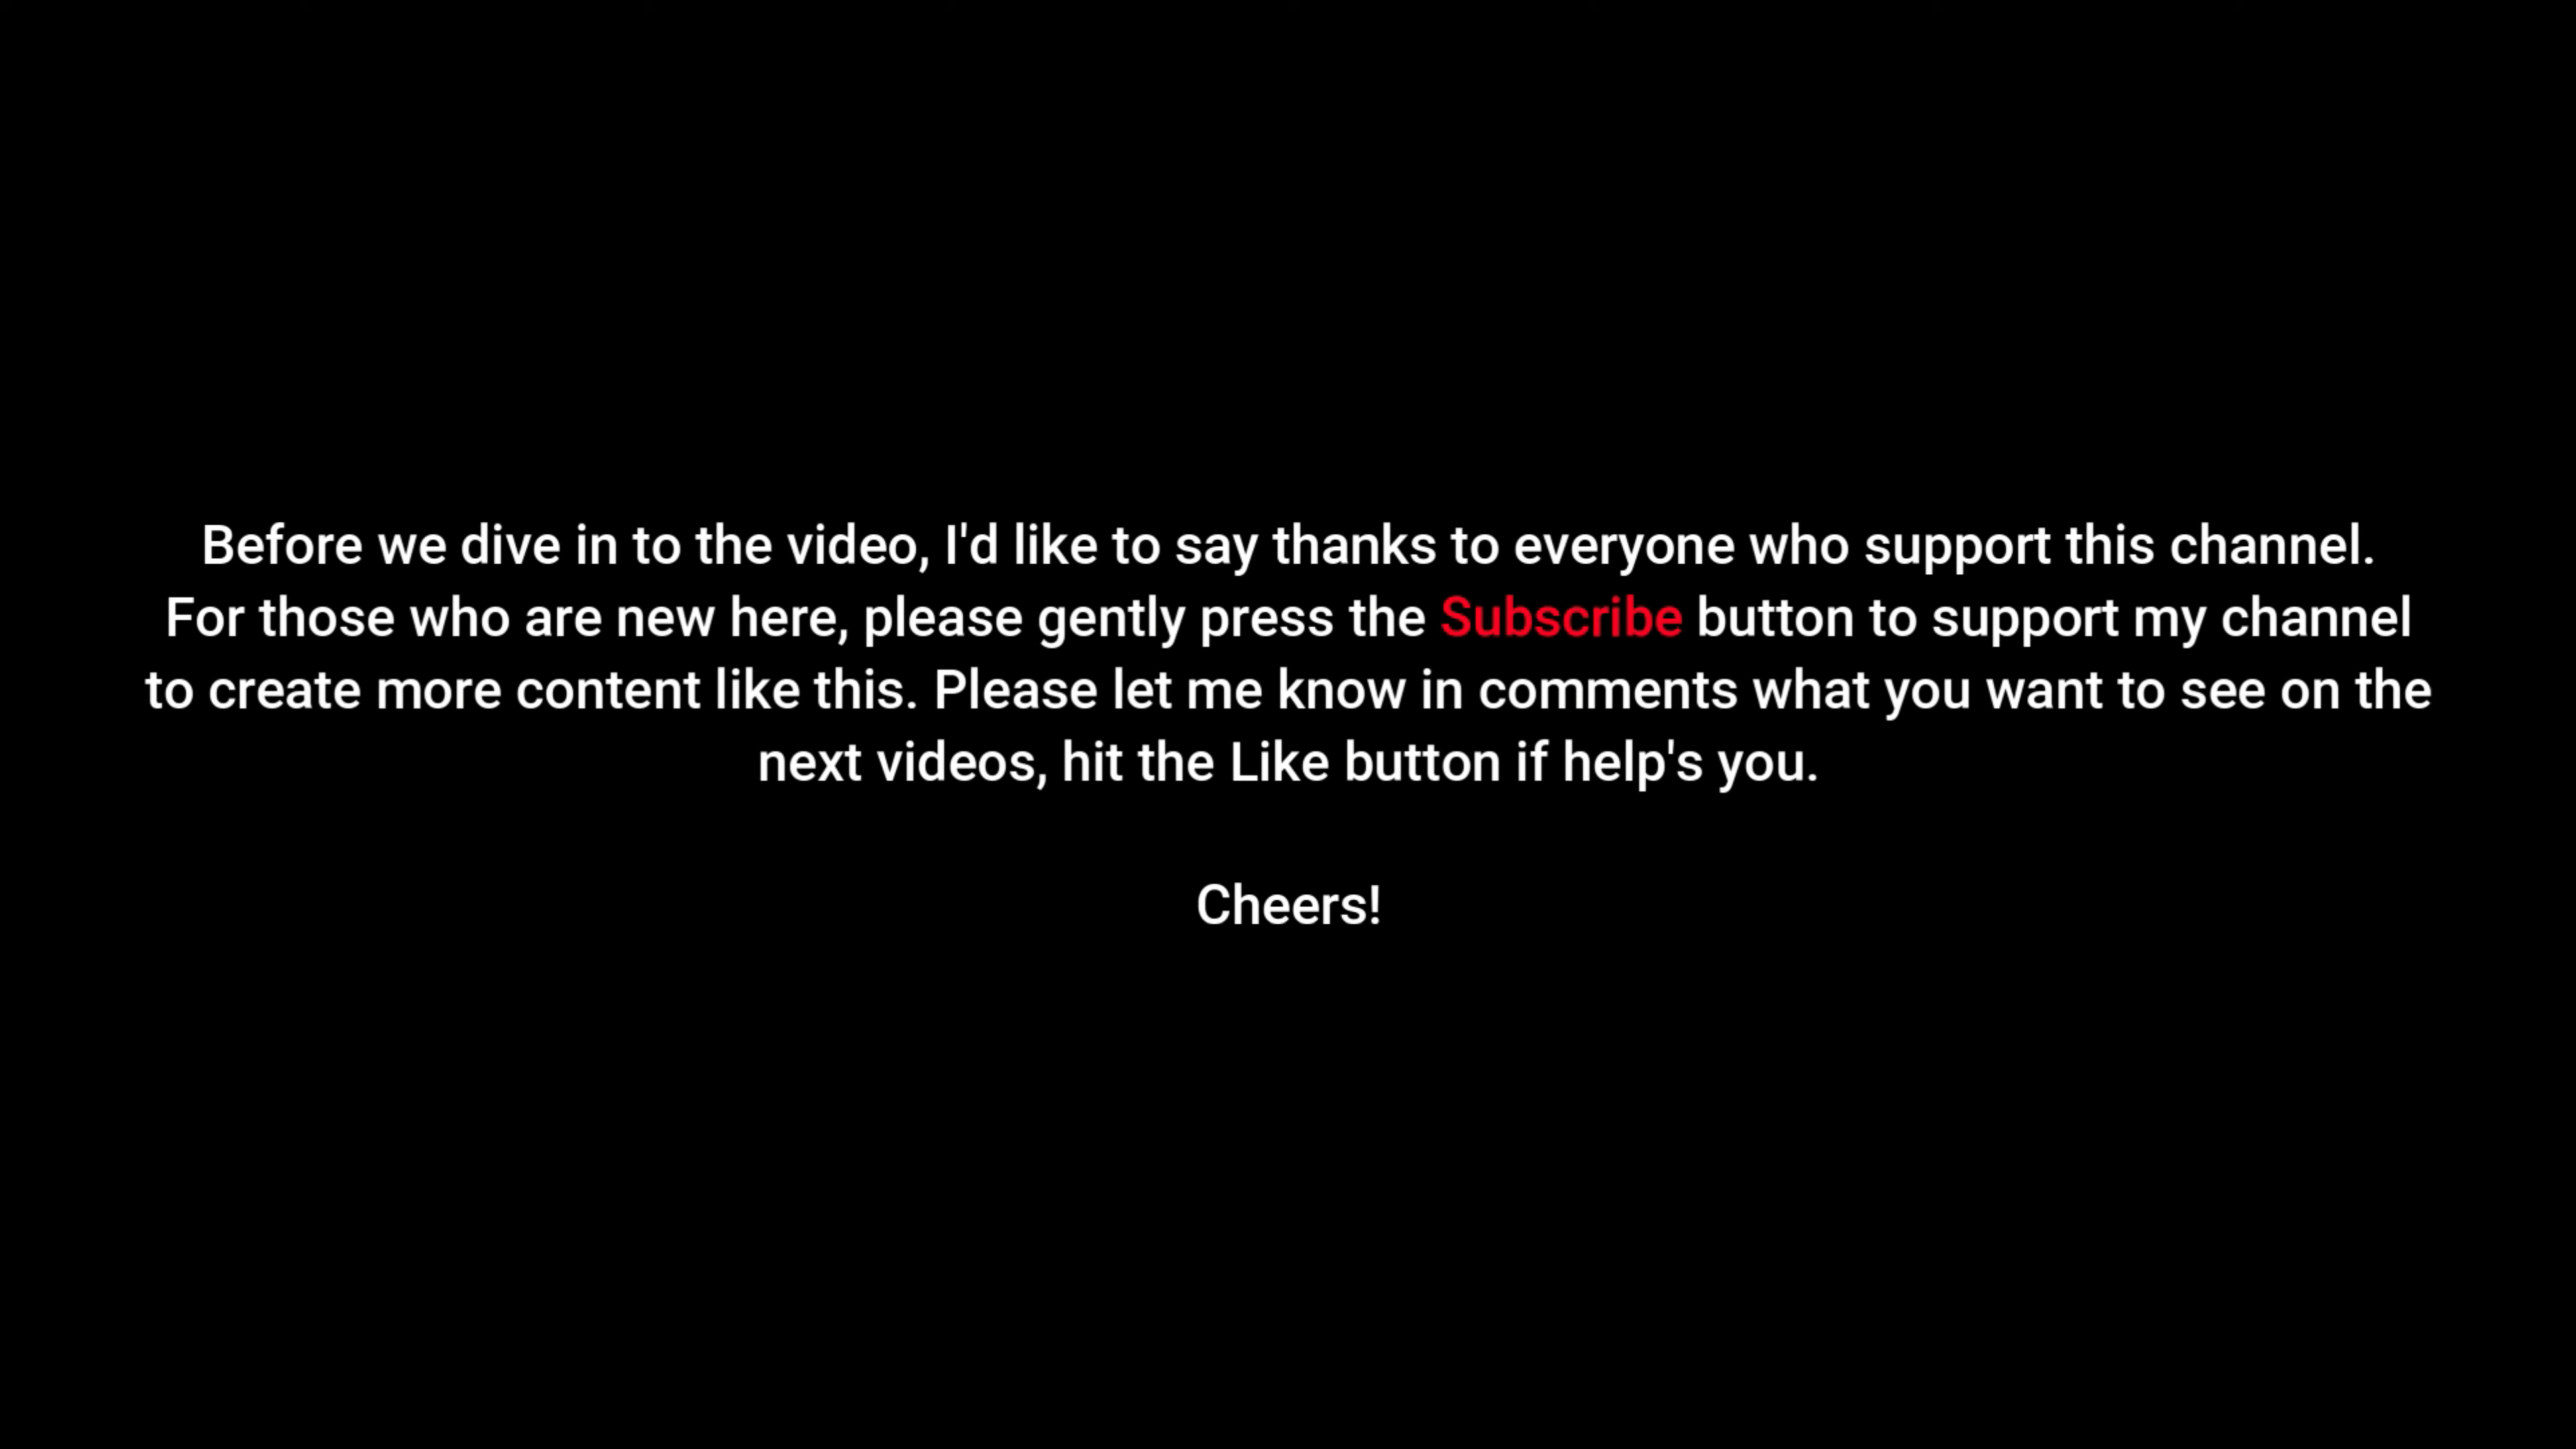 Before we dive in to the video, I'd like to say thanks to everyone who support this channel.
For those who are new here, please gently press the Subscribe button to support my channel
to create more content like this. Please let me know in comments what you want to see on the
next videos, hit the Like button if help's you.
Cheers!